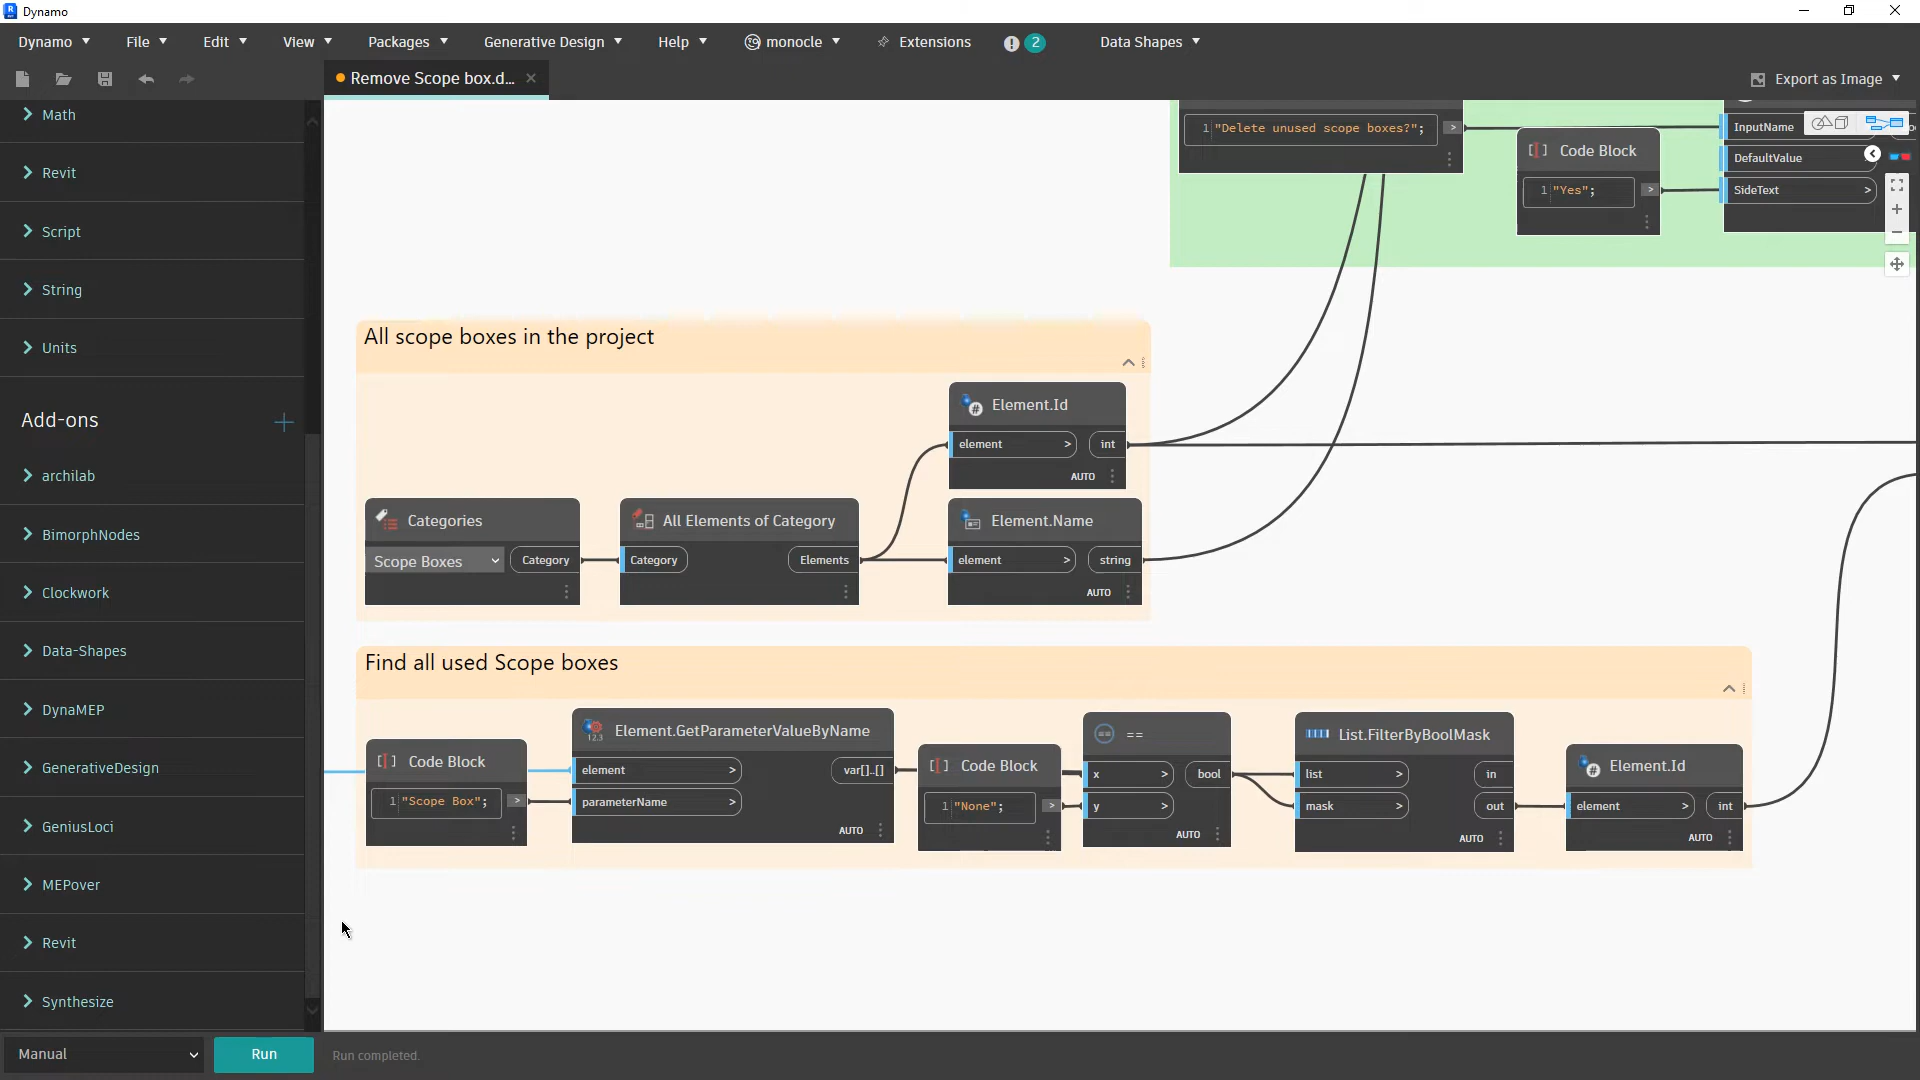 Dynamo
Dynamo File Edit View Packages Generative Design Help monocle Extensions 2 Data Shapes
Remove Scope box.d... Export as Image
Math
Revit
Script
String
Units
Add-ons
archilab
BimorphNodes
Clockwork
Data-Shapes
DynaMEP
GenerativeDesign
GeniusLoci
MEPover
Revit
Synthesize
1 "Delete unused scope boxes?"; >
Code Block
1 "Yes"; >
InputName
DefaultValue
SideText >
All scope boxes in the project
Element.Id
element > int
AUTO
Categories
Scope Boxes Category
All Elements of Category
Category Elements
Element.Name
element > string
AUTO
Find all used Scope boxes
Code Block
1 "Scope Box"; >
Element.GetParameterValueByName
element > var[]..[]
parameterName >
AUTO
Code Block
1 "None"; >
==
x > bool
y >
AUTO
List.FilterByBoolMask
list > in
mask > out
AUTO
Element.Id
element > int
AUTO
Manual Run Run completed.